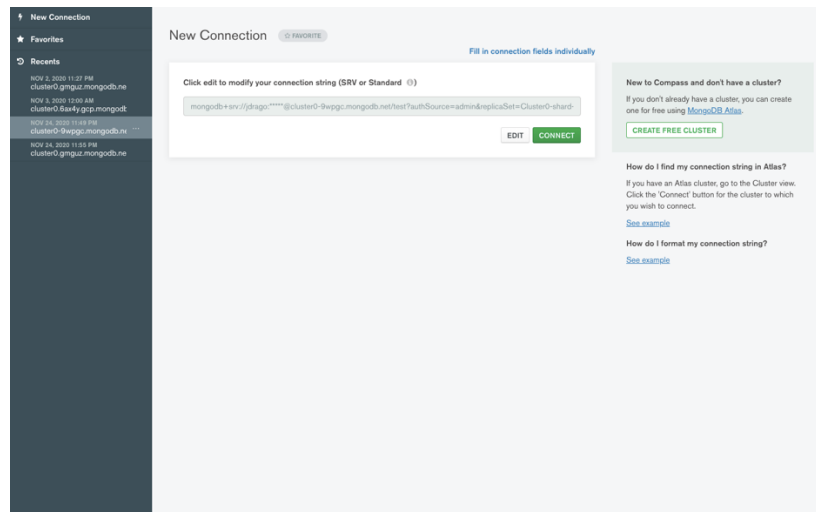 New Connection
Favorites
Recents
NOV 2, 2020 11:27 PM
cluster0.gmguz.mongodb.ne
NOV 3, 2020 12:00 AM
cluster0.6ax4y.gcp.mongodb
NOV 24, 2020 11:49 PM
cluster0-9wpgc.mongodb.ne ...
NOV 24, 2020 11:55 PM
cluster0.gmguz.mongodb.ne
New Connection FAVORITE
Fill in connection fields individually
Click edit to modify your connection string (SRV or Standard )
mongodb+srv://jdrago:*****@cluster0-9wpgc.mongodb.net/test?authSource=admin&replicaSet=Cluster0-shard-
EDIT CONNECT
New to Compass and don't have a cluster?
If you don't already have a cluster, you can create
one for free using MongoDB Atlas.
CREATE FREE CLUSTER
How do I find my connection string in Atlas?
If you have an Atlas cluster, go to the Cluster view.
Click the 'Connect' button for the cluster to which
you wish to connect.
See example
How do I format my connection string?
See example